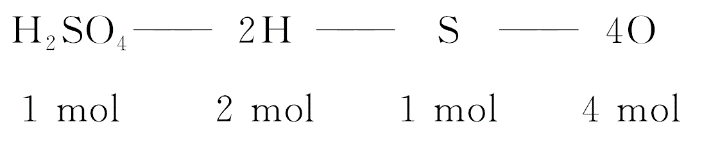 H₂SO₄—— 2H —— S —— 4O
1 mol 2 mol 1 mol 4 mol